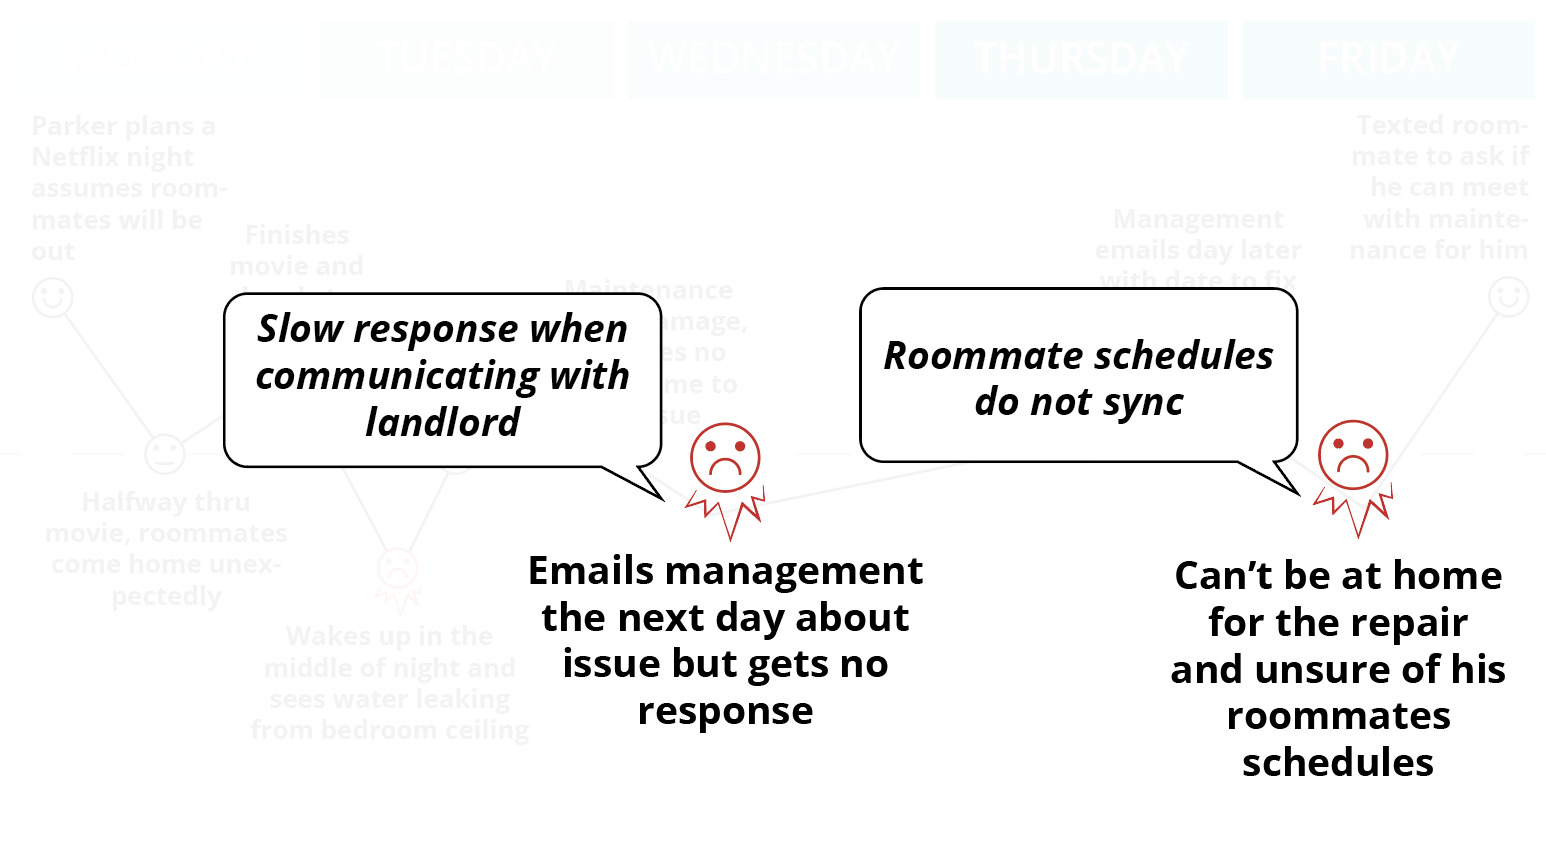 TUESDAY
WEDNESDAY
THURSDAY
FRIDAY
Parker plans a
Netflix night
assumes room-
mates will be
out
Finishes
movie and
Halfway thru
movie, roommates
come home unex-
pectedly
Wakes up in the
middle of night and
sees water leaking
from bedroom ceiling
Slow response when
communicating with
landlord
Maintenance
Emails management
the next day about
issue but gets no
response
Management
emails day later
with date to fix
Roommate schedules
do not sync
Can’t be at home
for the repair
and unsure of his
roommates
schedules
Texted room-
mate to ask if
he can meet
with mainte-
nance for him